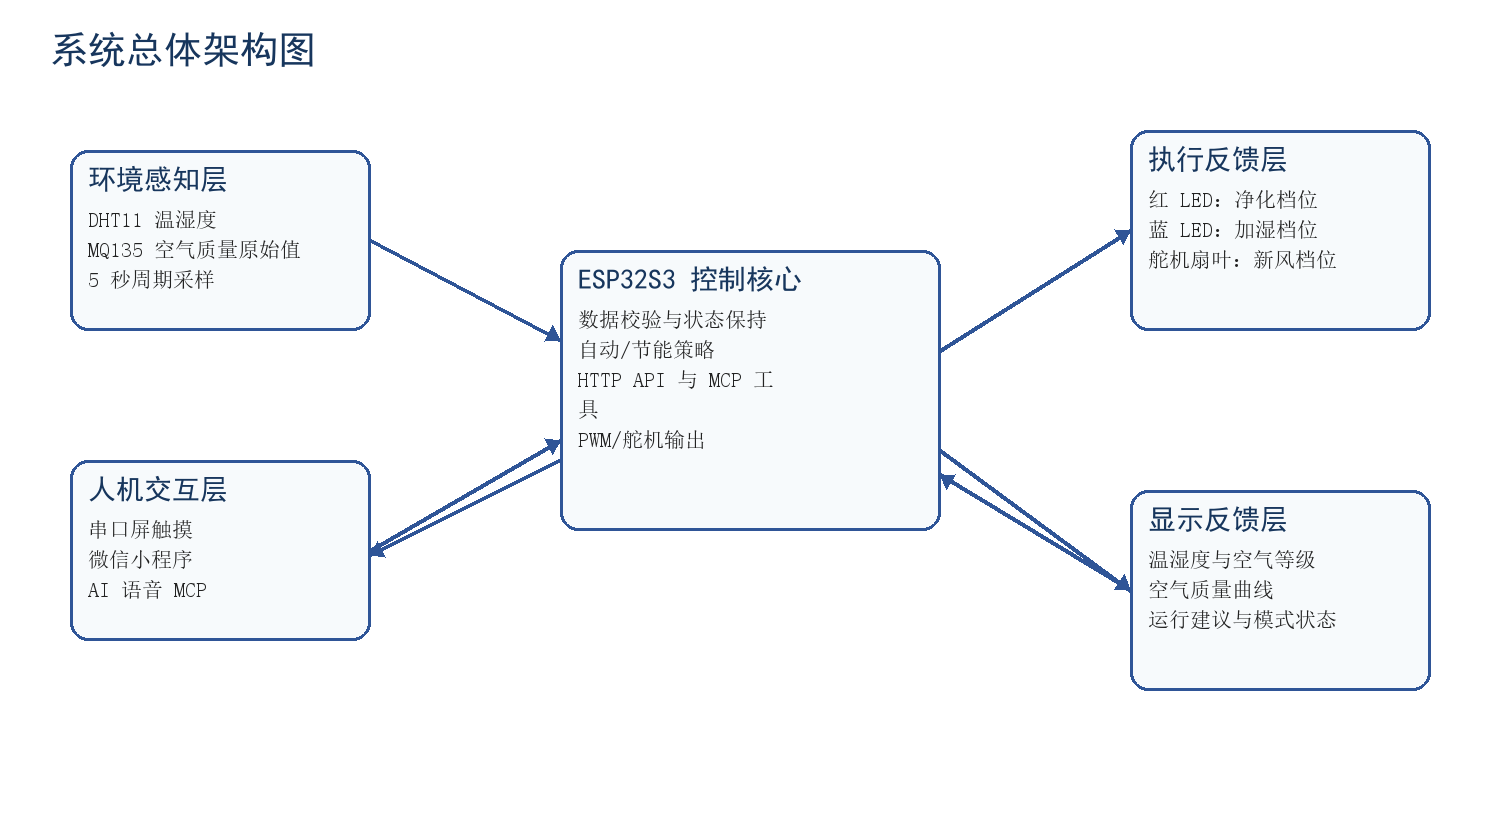 系统总体架构图
环境感知层
DHT11 温湿度
MQ135 空气质量原始值
5 秒周期采样
人机交互层
串口屏触摸
微信小程序
AI 语音 MCP
ESP32S3 控制核心
数据校验与状态保持
自动/节能策略
HTTP API 与 MCP 工
具
PWM/舵机输出
执行反馈层
红 LED：净化档位
蓝 LED：加湿档位
舵机扇叶：新风档位
显示反馈层
温湿度与空气等级
空气质量曲线
运行建议与模式状态